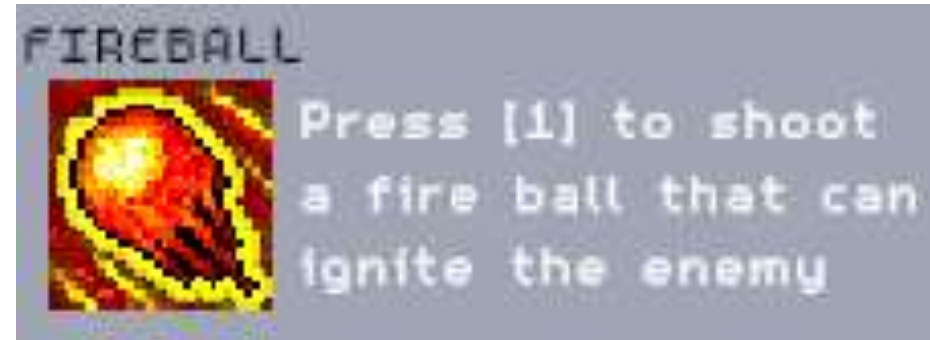 FIREBALL
Press [1] to shoot
a fire ball that can
ignite the enemy